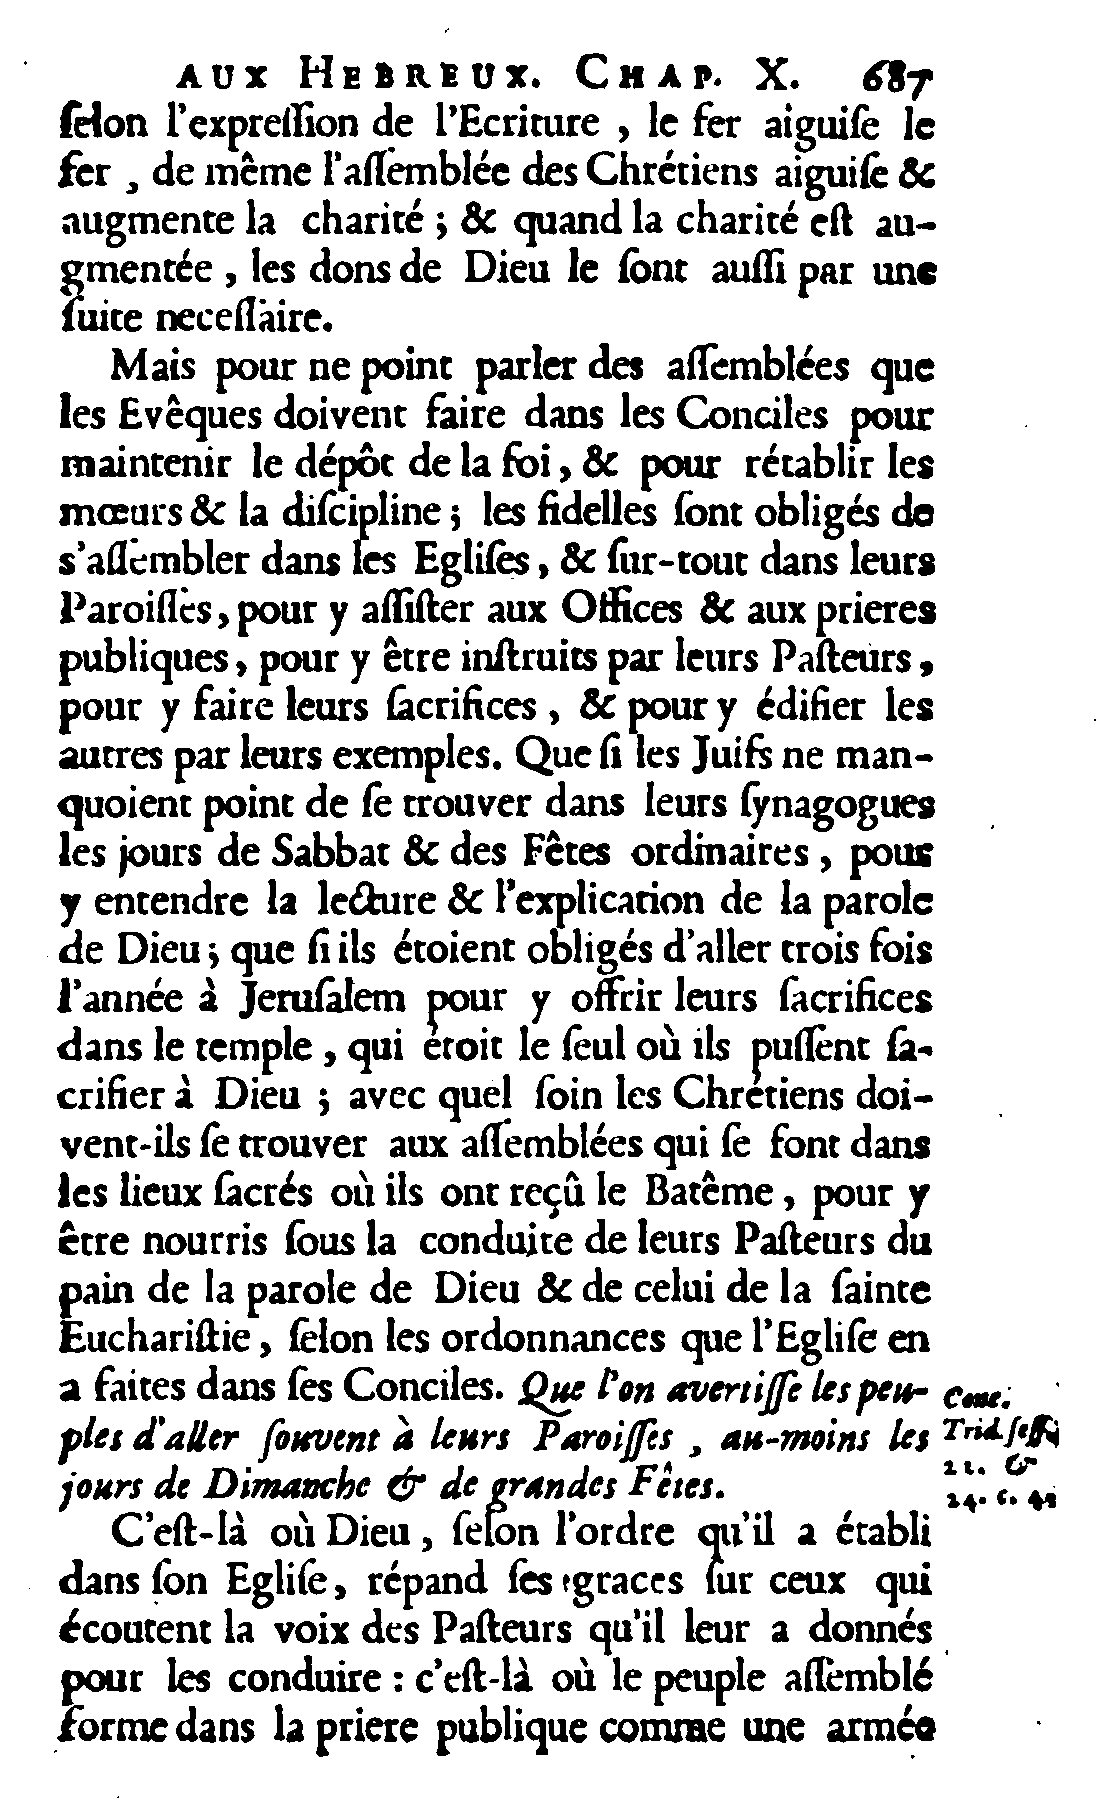 AUX HEBREUX. CHAP. X. 687
ſelon l'expreſſion de l'Ecriture, le fer aiguiſe le
fer, de même l'aſſemblée des Chrétiens aiguiſe &
augmente la charité; & quand la charité eſt au-
gmentée, les dons de Dieu le ſont auſſi par une
ſuite neceſſaire.
Mais pour ne point parler des aſſemblées que
les Evêques doivent faire dans les Conciles pour
maintenir le dépôt de la foi, & pour rétablir les
mœurs & la diſcipline; les fidelles ſont obligés de
s'aſſembler dans les Egliſes, & ſur-tout dans leurs
Paroiſſes, pour y aſſiſter aux Offices & aux prieres
publiques, pour y être inſtruits par leurs Paſteurs,
pour y faire leurs ſacrifices, & pour y édifier les
autres par leurs exemples. Que ſi les Juifs ne man-
quoient point de ſe trouver dans leurs ſynagogues
les jours de Sabbat & des Fêtes ordinaires, pour
y entendre la lecture & l'explication de la parole
de Dieu; que ſi ils étoient obligés d'aller trois fois
l'année à Jeruſalem pour y offrir leurs ſacrifices
dans le temple, qui étoit le ſeul où ils puſſent ſa-
crifier à Dieu; avec quel ſoin les Chrétiens doi-
vent-ils ſe trouver aux aſſemblées qui ſe font dans
les lieux ſacrés où ils ont reçû le Batême, pour y
être nourris ſous la conduite de leurs Paſteurs du
pain de la parole de Dieu & de celui de la ſainte
Euchariſtie, ſelon les ordonnances que l'Egliſe en
a faites dans ſes Conciles. Que l'on avertiſſe les peu-
ples d'aller ſouvent à leurs Paroiſſes, au-moins les
jours de Dimanche & de grandes Fêtes.
Conc.
Trid. ſeſſ.
22. &
24. c. 4.
C'eſt-là où Dieu, ſelon l'ordre qu'il a établi
dans ſon Egliſe, répand ſes graces ſur ceux qui
écoutent la voix des Paſteurs qu'il leur a donnés
pour les conduire: c'eſt-là où le peuple aſſemblé
forme dans la priere publique comme une armée